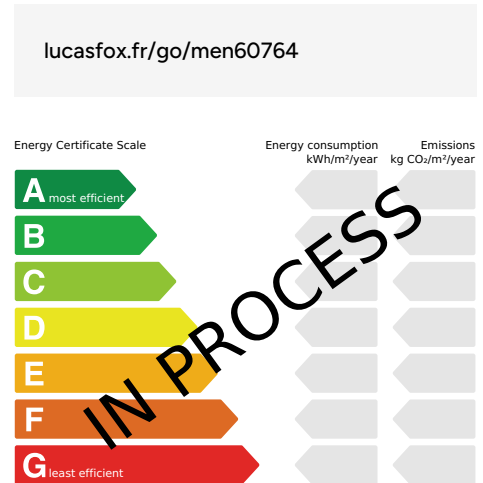 lucasfox.fr/go/men60764
Energy Certificate Scale
Energy consumption
kWh/m²/year
Emissions
kg CO₂/m²/year
A most efficient
B
C
D
E
F
G least efficient
IN PROCESS